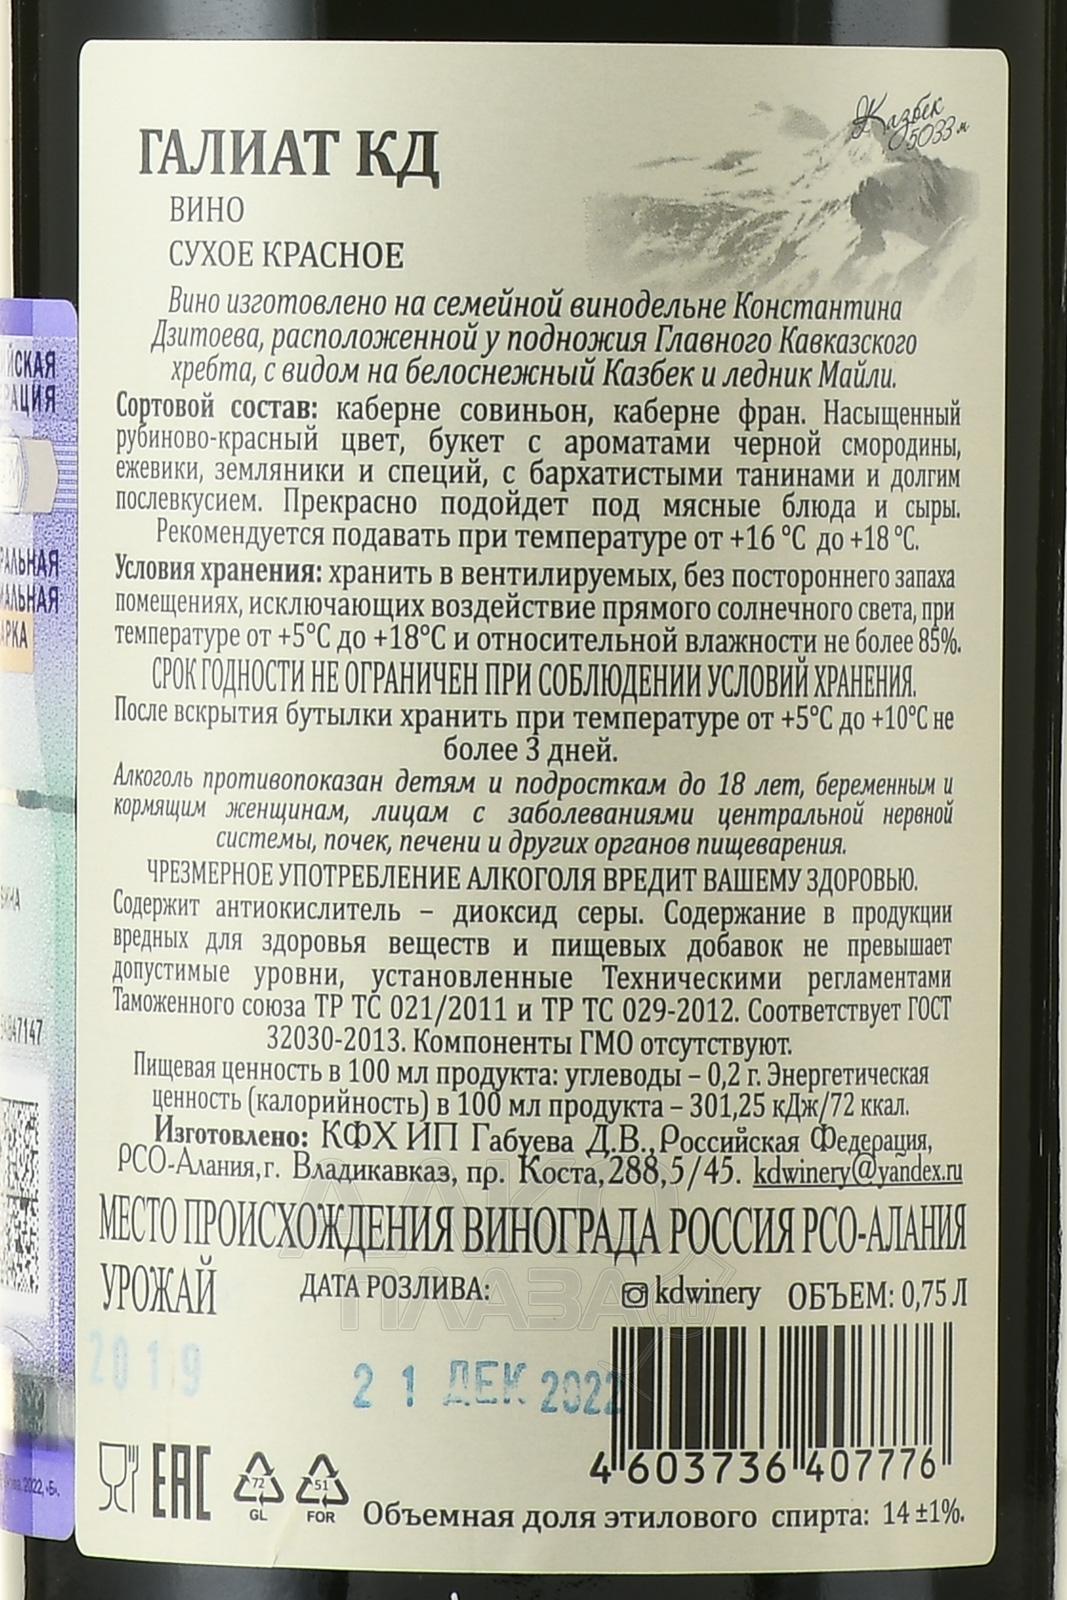 Казбек
5033 м
ГАЛИАТ КД
ВИНО
СУХОЕ КРАСНОЕ
Вино изготовлено на семейной винодельне Константина
Дзитоева, расположенной у подножия Главного Кавказского
хребта, с видом на белоснежный Казбек и ледник Майли.
Сортовой состав: каберне совиньон, каберне фран. Насыщенный
рубиново-красный цвет, букет с ароматами черной смородины,
ежевики, земляники и специй, с бархатистыми танинами и долгим
послевкусием. Прекрасно подойдет под мясные блюда и сыры.
Рекомендуется подавать при температуре от +16 °С до +18 °С.
Условия хранения: хранить в вентилируемых, без постороннего запаха
помещениях, исключающих воздействие прямого солнечного света, при
температуре от +5°С до +18°С и относительной влажности не более 85%.
СРОК ГОДНОСТИ НЕ ОГРАНИЧЕН ПРИ СОБЛЮДЕНИИ УСЛОВИЙ ХРАНЕНИЯ.
После вскрытия бутылки хранить при температуре от +5°С до +10°С не
более 3 дней.
Алкоголь противопоказан детям и подросткам до 18 лет, беременным и
кормящим женщинам, лицам с заболеваниями центральной нервной
системы, почек, печени и других органов пищеварения.
ЧРЕЗМЕРНОЕ УПОТРЕБЛЕНИЕ АЛКОГОЛЯ ВРЕДИТ ВАШЕМУ ЗДОРОВЬЮ.
Содержит антиокислитель – диоксид серы. Содержание в продукции
вредных для здоровья веществ и пищевых добавок не превышает
допустимые уровни, установленные Техническими регламентами
Таможенного союза ТР ТС 021/2011 и ТР ТС 029-2012. Соответствует ГОСТ
32030-2013. Компоненты ГМО отсутствуют.
Пищевая ценность в 100 мл продукта: углеводы – 0,2 г. Энергетическая
ценность (калорийность) в 100 мл продукта – 301,25 кДж/72 ккал.
Изготовлено: КФХ ИП Габуева Д.В., Российская Федерация,
РСО-Алания, г. Владикавказ, пр. Коста, 288, 5/45. kdwinery@yandex.ru
МЕСТО ПРОИСХОЖДЕНИЯ ВИНОГРАДА РОССИЯ РСО-АЛАНИЯ
УРОЖАЙ ДАТА РОЗЛИВА: kdwinery ОБЪЕМ: 0,75 Л
2019 21 ДЕК 2022
4 603736 407776
EAC 72 GL 51 FOR
Объемная доля этилового спирта: 14 ±1%.
АЛКО
ПЛАЗА.ru